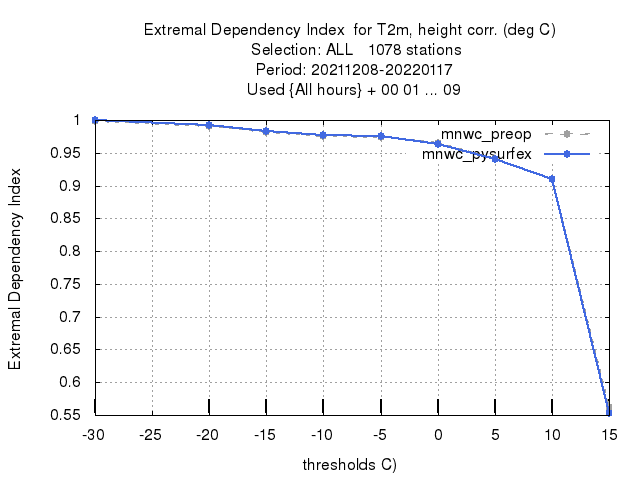 Extremal Dependency Index  for T2m, height corr. (deg C)
Selection: ALL   1078 stations
Period: 20211208-20220117
Used {All hours} + 00 01 ... 09
mnwc_preop
mnwc_pysurfex
Extremal Dependency Index
1
0.95
0.9
0.85
0.8
0.75
0.7
0.65
0.6
0.55
-30 -25 -20 -15 -10 -5 0 5 10 15
thresholds C)